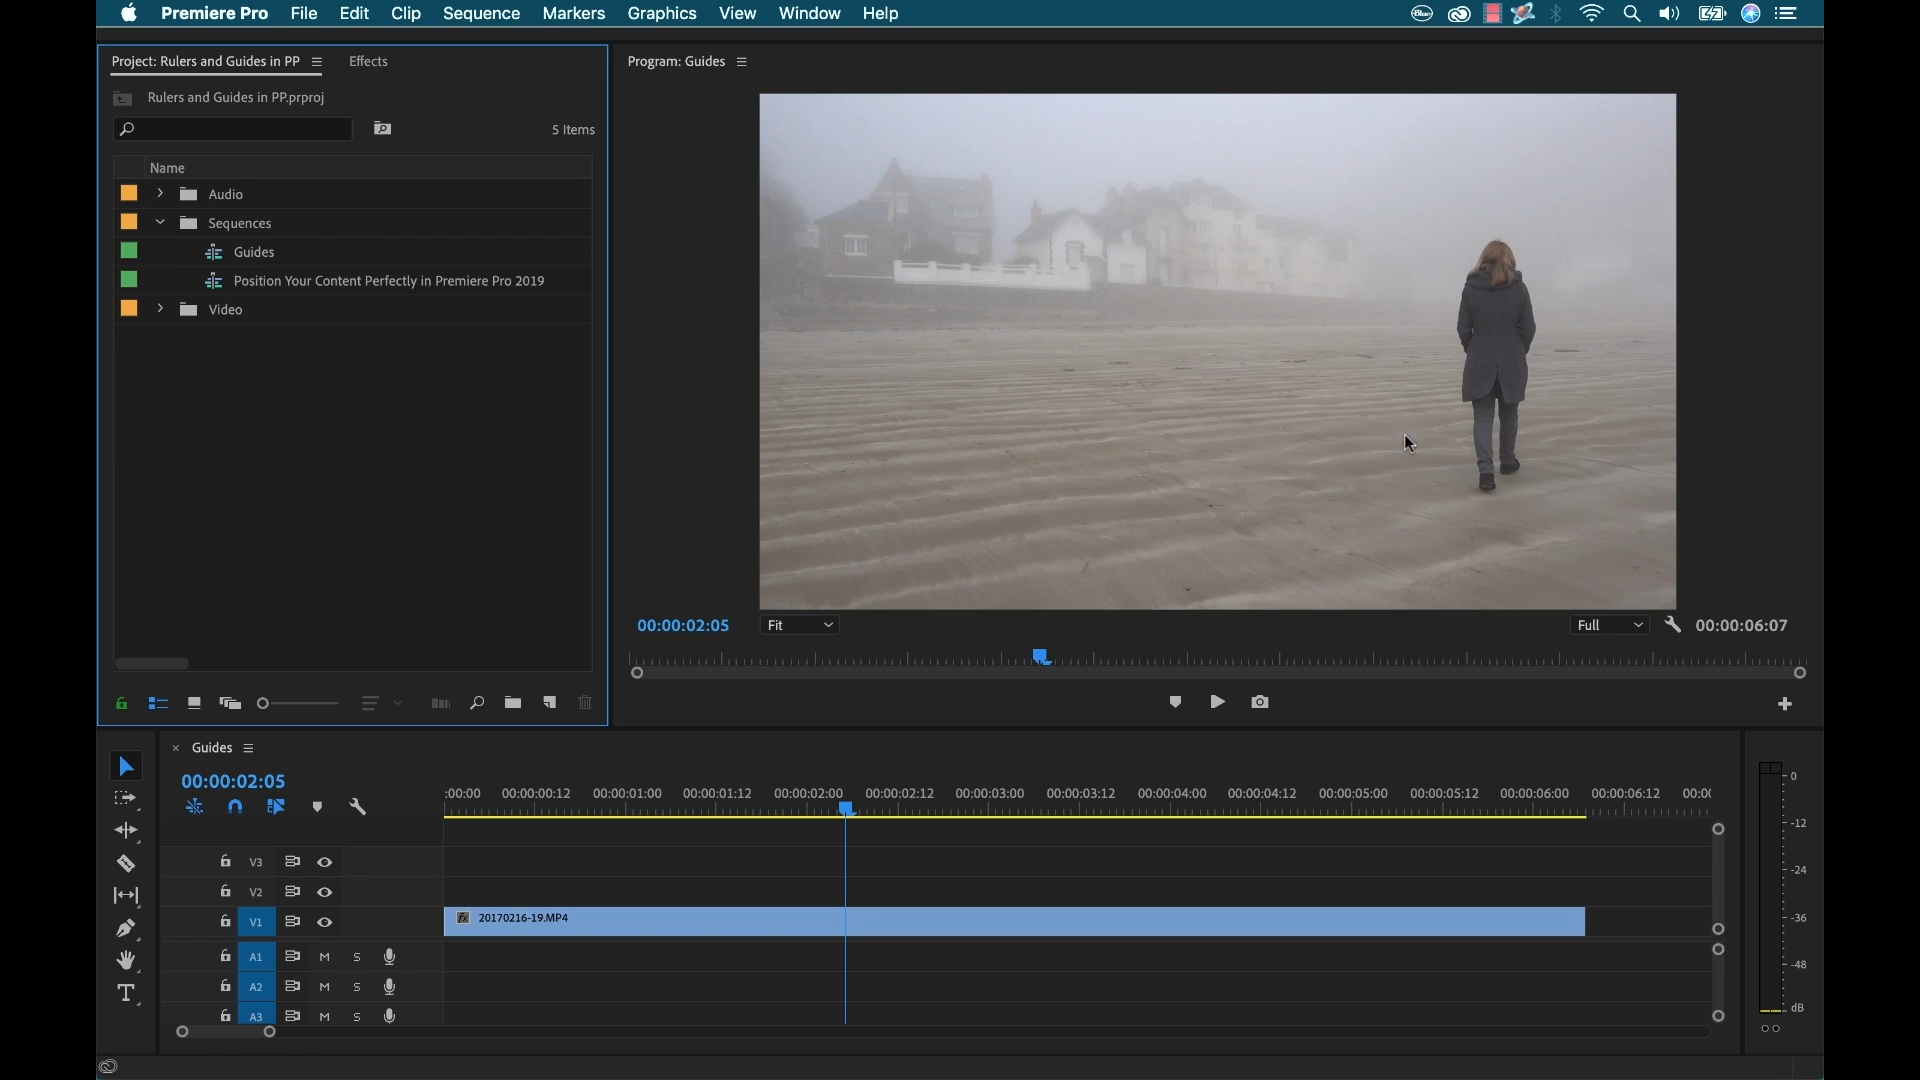 Premiere Pro File Edit Clip Sequence Markers Graphics View Window Help
Project: Rulers and Guides in PP Effects
Program: Guides
Rulers and Guides in PP.prproj
5 Items
Name
Audio
Sequences
Guides
Position Your Content Perfectly in Premiere Pro 2019
Video
00:00:02:05 Fit Full 00:00:06:07
Guides
00:00:02:05
:00:00 00:00:00:12 00:00:01:00 00:00:01:12 00:00:02:00 00:00:02:12 00:00:03:00 00:00:03:12 00:00:04:00 00:00:04:12 00:00:05:00 00:00:05:12 00:00:06:00 00:00:06:12 00:00
V3
V2
V1 fx 20170216-19.MP4
A1 M S
A2 M S
A3 M S
0
-12
-24
-36
-48
dB